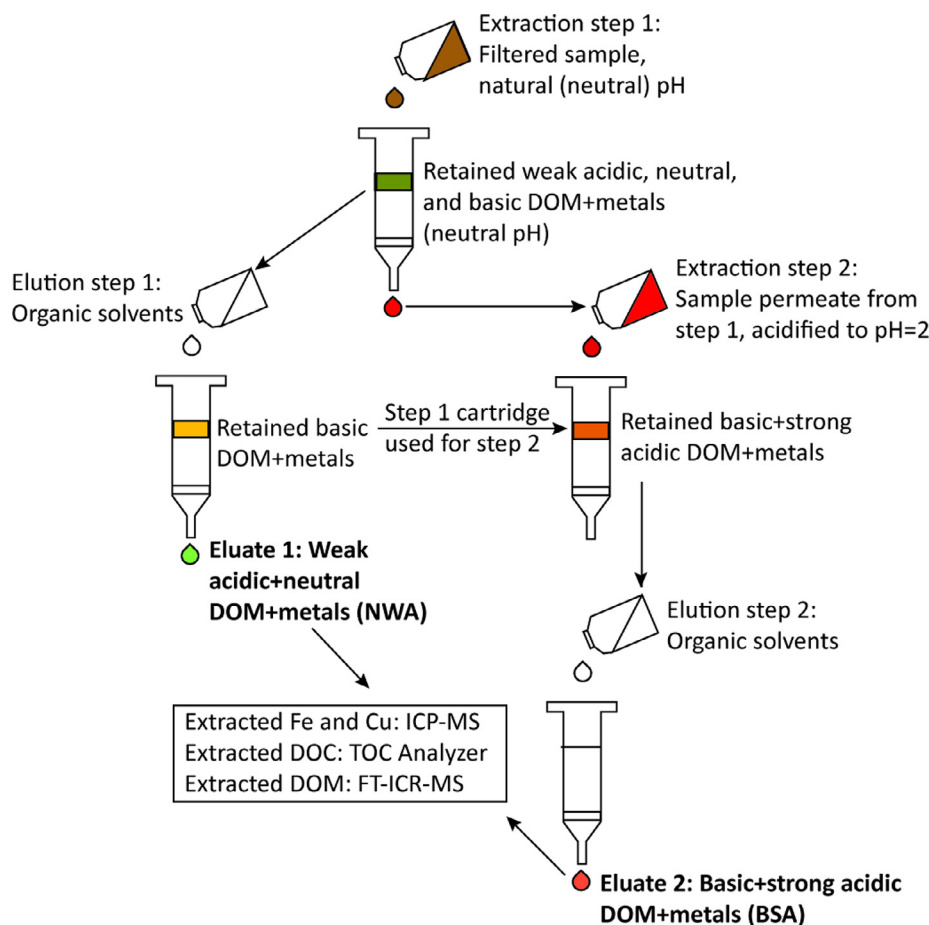 Extraction step 1:
Filtered sample,
natural (neutral) pH
Retained weak acidic, neutral,
and basic DOM+metals
(neutral pH)
Elution step 1:
Organic solvents
Extraction step 2:
Sample permeate from
step 1, acidified to pH=2
Retained basic
DOM+metals
Step 1 cartridge
used for step 2
Retained basic+strong
acidic DOM+metals
Eluate 1: Weak
acidic+neutral
DOM+metals (NWA)
Elution step 2:
Organic solvents
Extracted Fe and Cu: ICP-MS
Extracted DOC: TOC Analyzer
Extracted DOM: FT-ICR-MS
Eluate 2: Basic+strong acidic
DOM+metals (BSA)